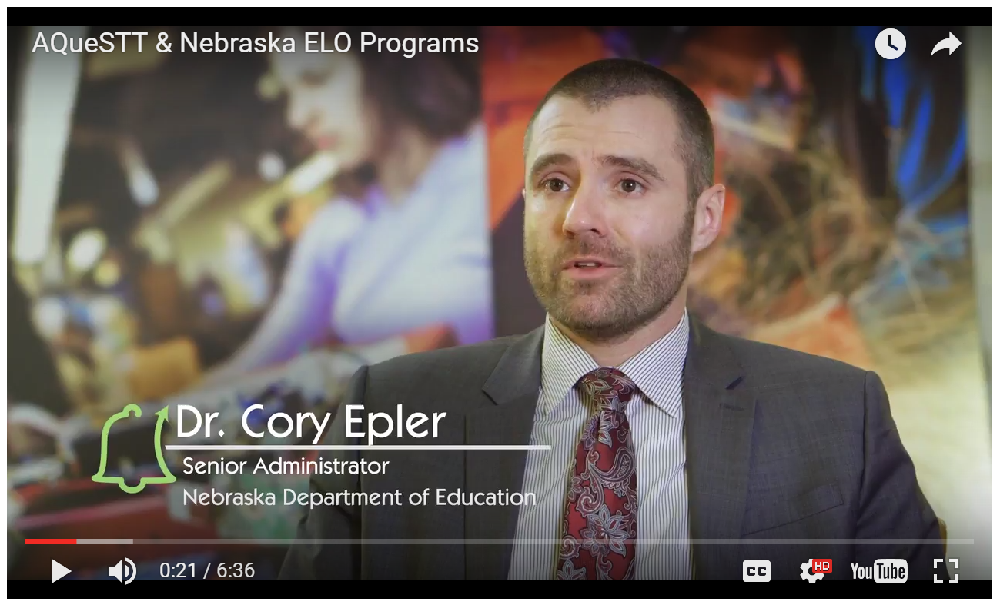 AQueSTT & Nebraska ELO Programs
Dr. Cory Epler
Senior Administrator
Nebraska Department of Education
0:21 / 6:36
CC
HD
YouTube